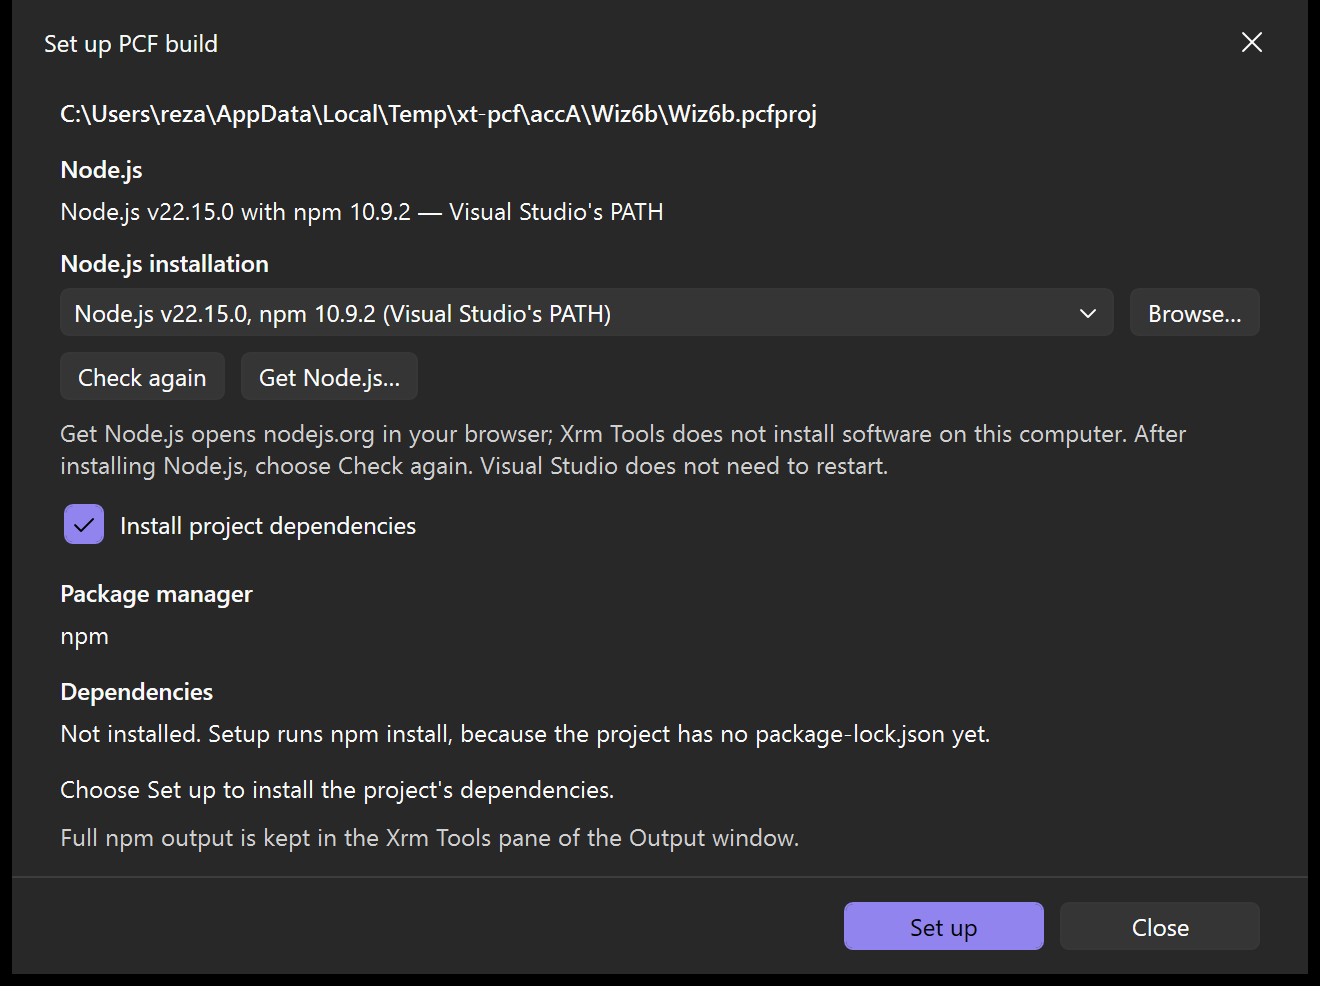 Set up PCF build
C:\Users\reza\AppData\Local\Temp\xt-pcf\accA\Wiz6b\Wiz6b.pcfproj
Node.js
Node.js v22.15.0 with npm 10.9.2 — Visual Studio's PATH
Node.js installation
Node.js v22.15.0, npm 10.9.2 (Visual Studio's PATH)
Browse...
Check again
Get Node.js...
Get Node.js opens nodejs.org in your browser; Xrm Tools does not install software on this computer. After
installing Node.js, choose Check again. Visual Studio does not need to restart.
Install project dependencies
Package manager
npm
Dependencies
Not installed. Setup runs npm install, because the project has no package-lock.json yet.
Choose Set up to install the project's dependencies.
Full npm output is kept in the Xrm Tools pane of the Output window.
Set up
Close